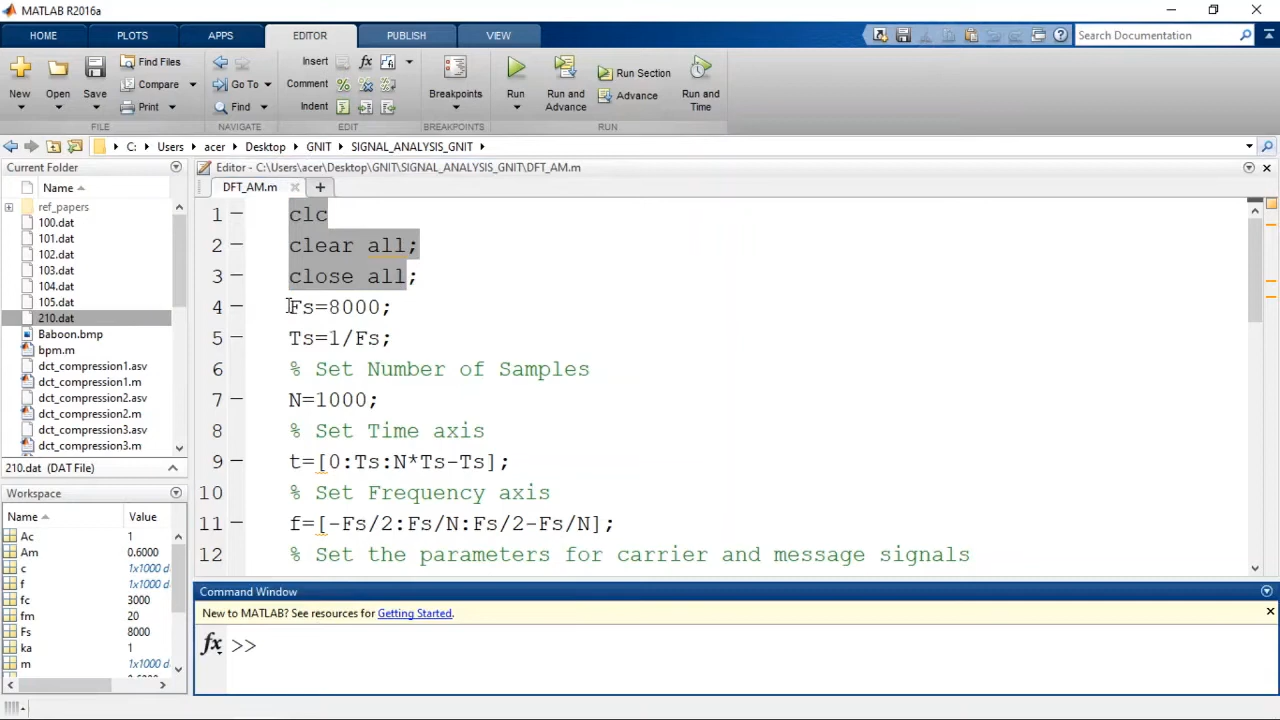 MATLAB R2016a
HOME PLOTS APPS EDITOR PUBLISH VIEW
Search Documentation
New Open Save Find Files Compare Print
Go To Find
Insert fx Comment Indent
Breakpoints
Run Run and Advance Run Section Advance Run and Time
FILE NAVIGATE EDIT BREAKPOINTS RUN
C: Users acer Desktop GNIT SIGNAL_ANALYSIS_GNIT
Current Folder
Name
ref_papers
100.dat
101.dat
102.dat
103.dat
104.dat
105.dat
210.dat
Baboon.bmp
bpm.m
dct_compression1.asv
dct_compression1.m
dct_compression2.asv
dct_compression2.m
dct_compression3.asv
dct_compression3.m
210.dat (DAT File)
Workspace
Name Value
Ac 1
Am 0.6000
c 1x1000 d
f 1x1000 d
fc 3000
fm 20
Fs 8000
ka 1
m 1x1000 d
Editor - C:\Users\acer\Desktop\GNIT\SIGNAL_ANALYSIS_GNIT\DFT_AM.m
DFT_AM.m
1 clc
2 clear all;
3 close all;
4 Fs=8000;
5 Ts=1/Fs;
6 % Set Number of Samples
7 N=1000;
8 % Set Time axis
9 t=[0:Ts:N*Ts-Ts];
10 % Set Frequency axis
11 f=[-Fs/2:Fs/N:Fs/2-Fs/N];
12 % Set the parameters for carrier and message signals
Command Window
New to MATLAB? See resources for Getting Started.
fx >>